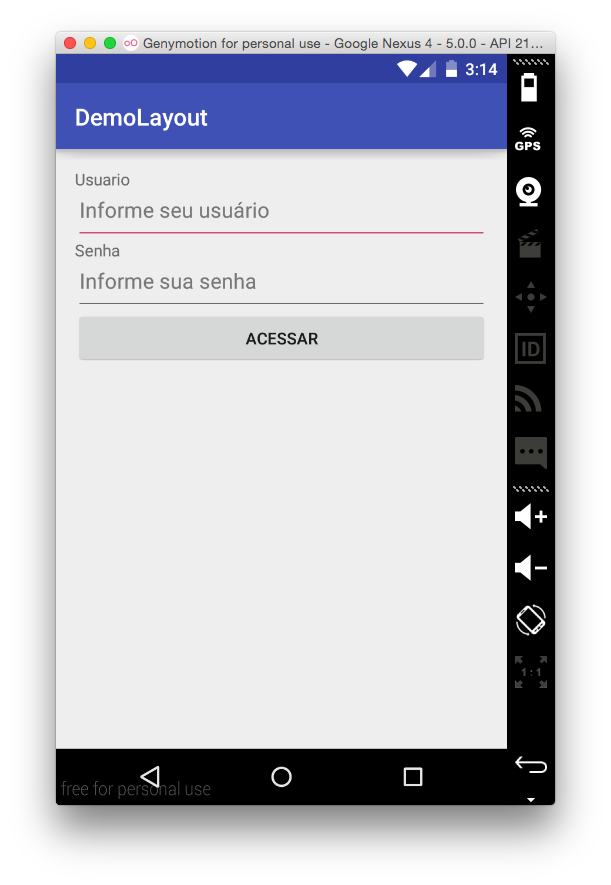 Genymotion for personal use - Google Nexus 4 - 5.0.0 - API 21...
3:14
DemoLayout
GPS
Usuario
Informe seu usuário
Senha
Informe sua senha
ACESSAR
ID
1:1
free for personal use